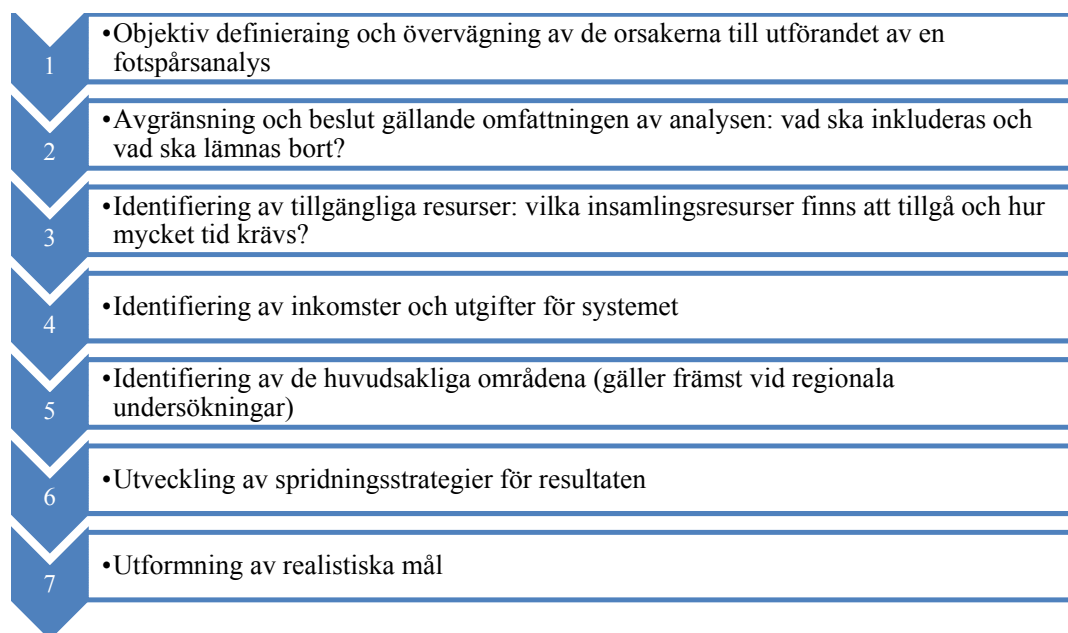 1
•Objektiv definieraing och övervägning av de orsakerna till utförandet av en
fotspårsanalys
2
•Avgränsning och beslut gällande omfattningen av analysen: vad ska inkluderas och
vad ska lämnas bort?
3
•Identifiering av tillgängliga resurser: vilka insamlingsresurser finns att tillgå och hur
mycket tid krävs?
4
•Identifiering av inkomster och utgifter för systemet
5
•Identifiering av de huvudsakliga områdena (gäller främst vid regionala
undersökningar)
6
•Utveckling av spridningsstrategier för resultaten
7
•Utformning av realistiska mål